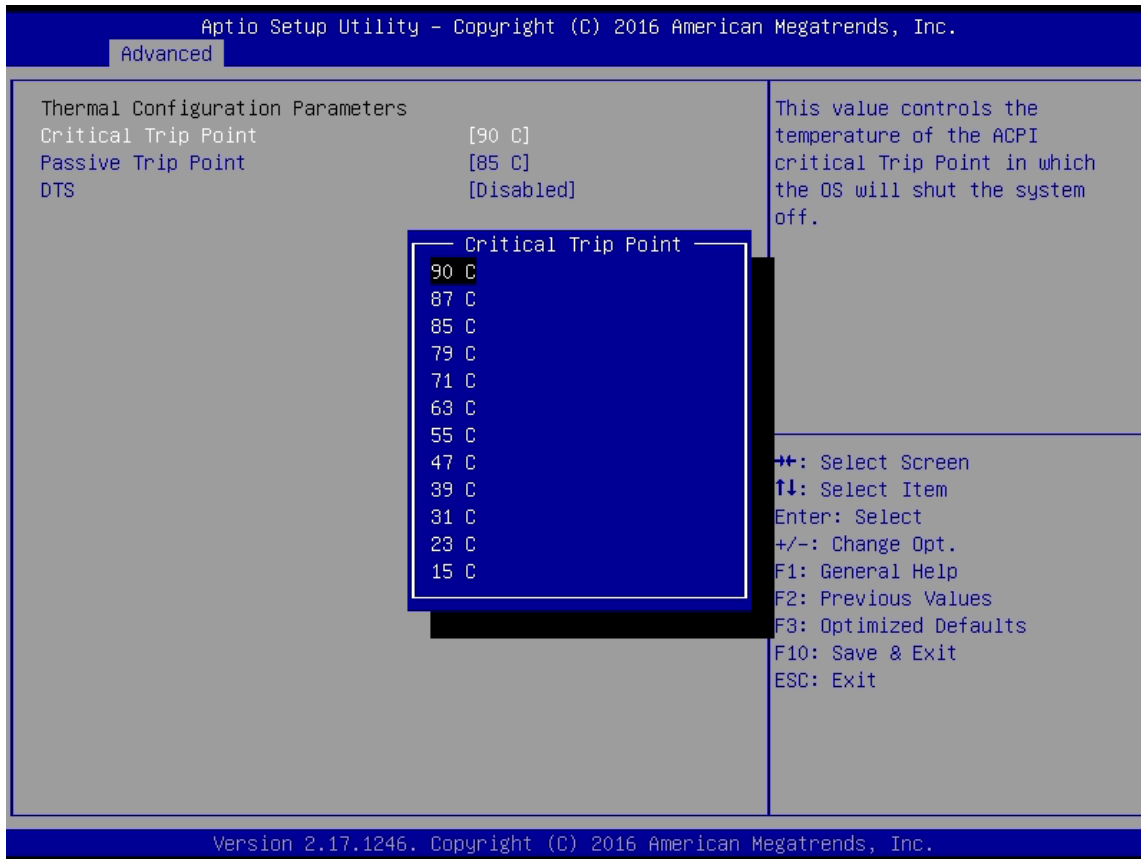 Aptio Setup Utility – Copyright (C) 2016 American Megatrends, Inc.
Advanced
Thermal Configuration Parameters
Critical Trip Point [90 C]
Passive Trip Point [85 C]
DTS [Disabled]
Critical Trip Point
90 C
87 C
85 C
79 C
71 C
63 C
55 C
47 C
39 C
31 C
23 C
15 C
This value controls the
temperature of the ACPI
critical Trip Point in which
the OS will shut the system
off.
→←: Select Screen
↑↓: Select Item
Enter: Select
+/-: Change Opt.
F1: General Help
F2: Previous Values
F3: Optimized Defaults
F10: Save & Exit
ESC: Exit
Version 2.17.1246. Copyright (C) 2016 American Megatrends, Inc.